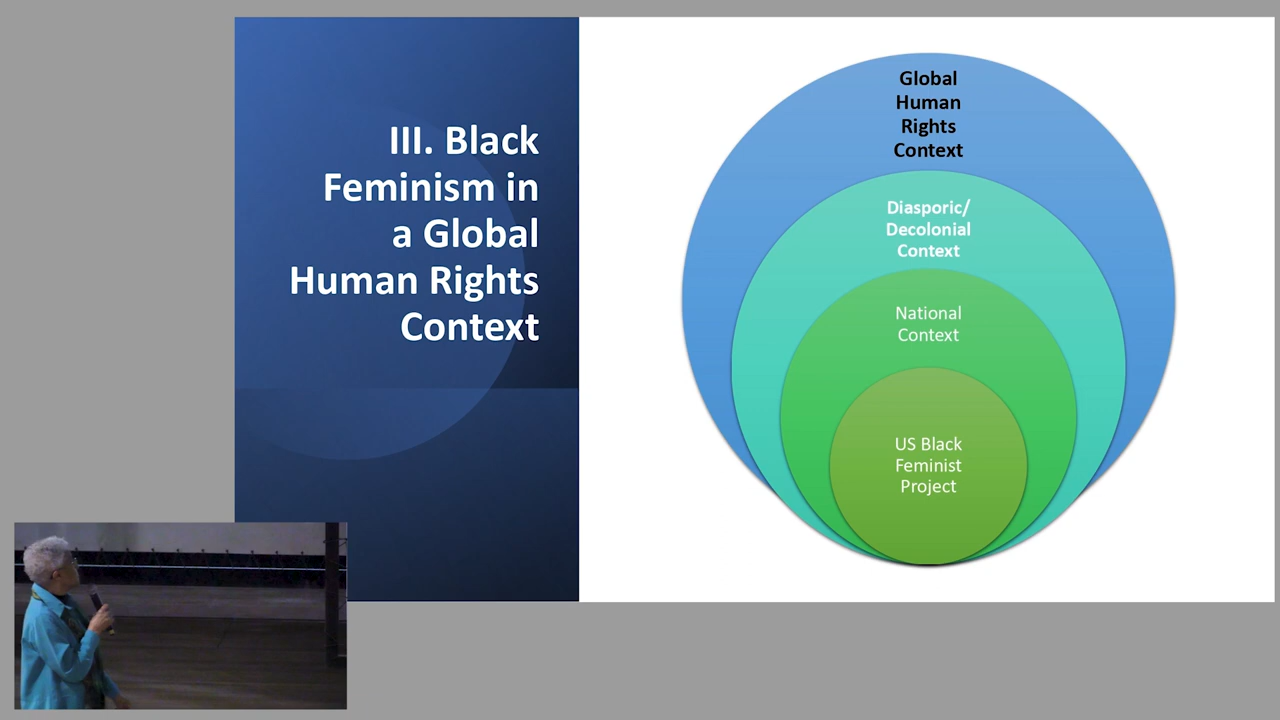 III. Black
Feminism in
a Global
Human Rights
Context
Global
Human
Rights
Context
Diasporic/
Decolonial
Context
National
Context
US Black
Feminist
Project